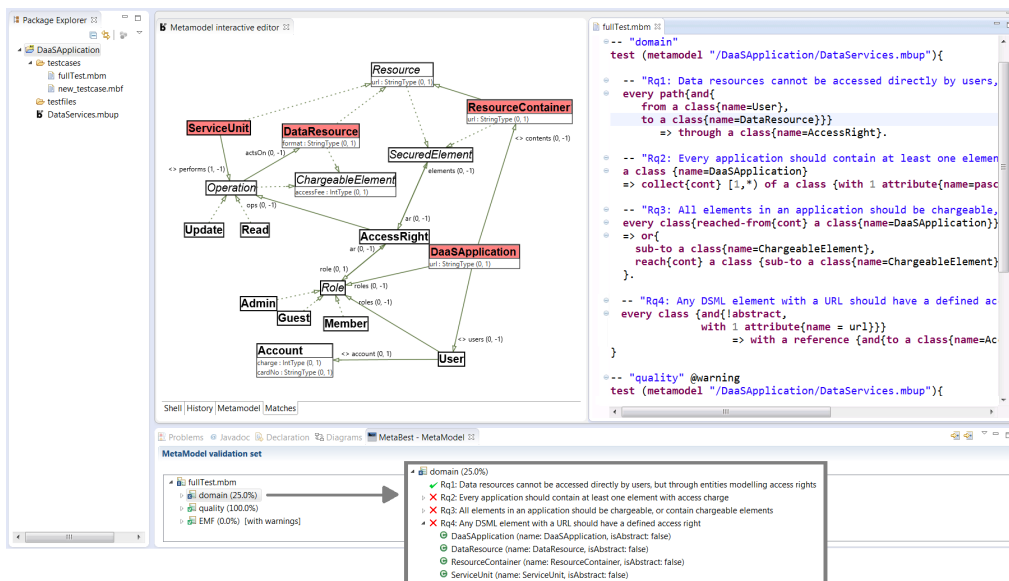 Package Explorer
DaaSApplication
testcases
fullTest.mbm
new_testcase.mbf
testfiles
DataServices.mbup
Metamodel interactive editor
Resource
url : StringType (0, 1)
ResourceContainer
url : StringType (0, 1)
ServiceUnit
DataResource
format : StringType (0, 1)
<> contents (0, -1)
actsOn (0, -1)
SecuredElement
<> performs (1, -1)
elements (0, -1)
Operation
ChargeableElement
accessFee : IntType (0, 1)
ops (0, -1)
ar (0, -1)
Update
Read
AccessRight
ar (0, -1)
DaaSApplication
url : StringType (0, 1)
role (0, 1)
Role
roles (0, -1)
Admin
roles (0, -1)
Guest
Member
<> users (0, -1)
Account
charge : IntType (0, 1)
cardNo : StringType (0, 1)
<> account (0, 1)
User
Shell History Metamodel Matches
fullTest.mbm
-- "domain"
test (metamodel "/DaaSApplication/DataServices.mbup"){
-- "Rq1: Data resources cannot be accessed directly by users,
every path{and{
from a class{name=User},
to a class{name=DataResource}}}
=> through a class{name=AccessRight}.
-- "Rq2: Every application should contain at least one elemen
a class {name=DaaSApplication}
=> collect{cont} [1,*) of a class {with 1 attribute{name=pasc
-- "Rq3: All elements in an application should be chargeable,
every class{reached-from{cont} a class{name=DaaSApplication}}
=> or{
sub-to a class{name=ChargeableElement},
reach{cont} a class {sub-to a class{name=ChargeableElement}
}.
-- "Rq4: Any DSML element with a URL should have a defined ac
every class {and{!abstract,
with 1 attribute{name = url}}}
=> with a reference {and{to a class{name=Ac
}
-- "quality" @warning
test (metamodel "/DaaSApplication/DataServices.mbup"){
Problems Javadoc Declaration Diagrams MetaBest - MetaModel
MetaModel validation set
fullTest.mbm
domain (25.0%)
quality (100.0%)
EMF (0.0%) [with warnings]
domain (25.0%)
Rq1: Data resources cannot be accessed directly by users, but through entities modelling access rights
Rq2: Every application should contain at least one element with access charge
Rq3: All elements in an application should be chargeable, or contain chargeable elements
Rq4: Any DSML element with a URL should have a defined access right
DaaSApplication (name: DaaSApplication, isAbstract: false)
DataResource (name: DataResource, isAbstract: false)
ResourceContainer (name: ResourceContainer, isAbstract: false)
ServiceUnit (name: ServiceUnit, isAbstract: false)